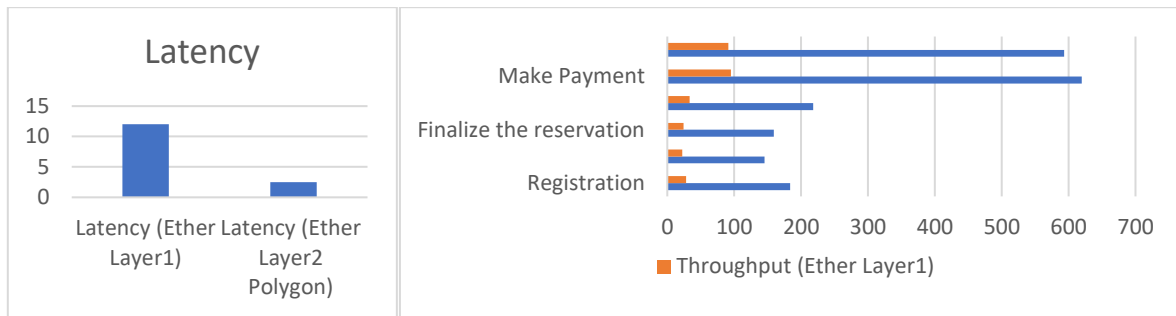 Latency
15
10
5
0
Latency (Ether Layer1)
Latency (Ether Layer2 Polygon)
Make Payment
Finalize the reservation
Registration
0 100 200 300 400 500 600 700
Throughput (Ether Layer1)